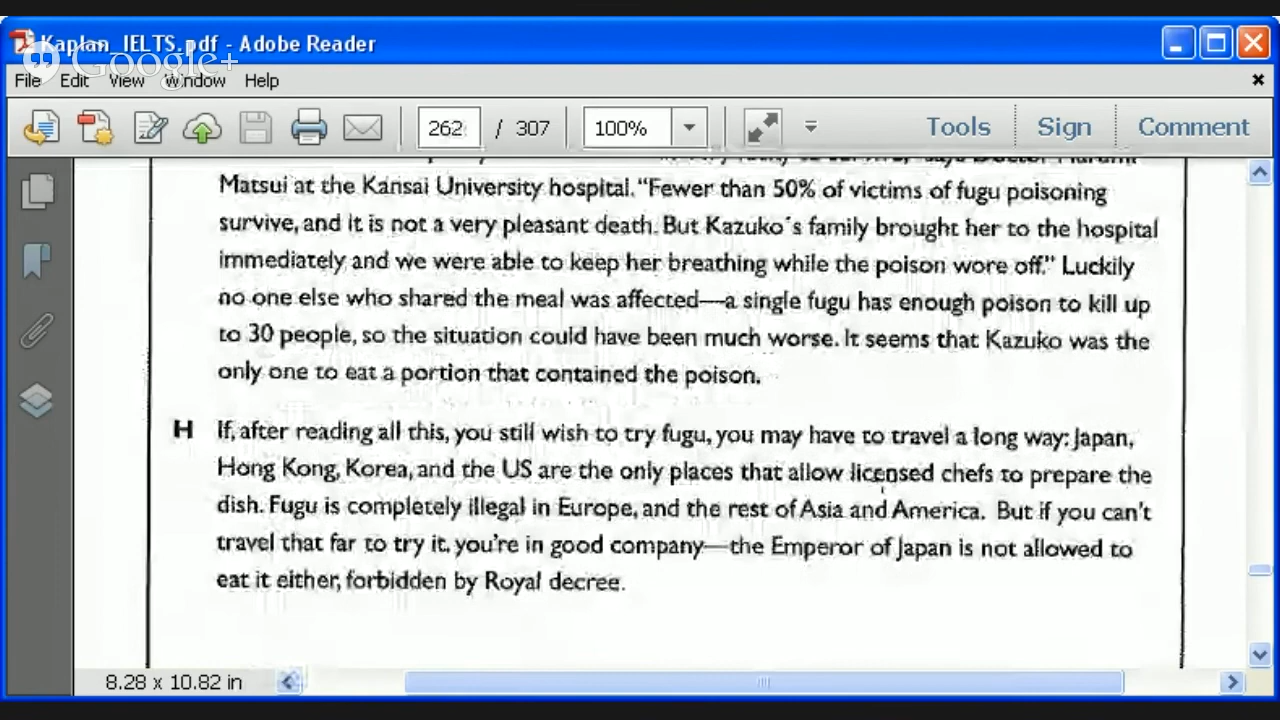 Kaplan_IELTS.pdf - Adobe Reader
Google+
File Edit View Window Help
262 / 307 100% Tools Sign Comment
Matsui at the Kansai University hospital. “Fewer than 50% of victims of fugu poisoning
survive, and it is not a very pleasant death. But Kazuko´s family brought her to the hospital
immediately and we were able to keep her breathing while the poison wore off.” Luckily
no one else who shared the meal was affected—a single fugu has enough poison to kill up
to 30 people, so the situation could have been much worse. It seems that Kazuko was the
only one to eat a portion that contained the poison.
H If, after reading all this, you still wish to try fugu, you may have to travel a long way: Japan,
Hong Kong, Korea, and the US are the only places that allow licensed chefs to prepare the
dish. Fugu is completely illegal in Europe, and the rest of Asia and America. But if you can't
travel that far to try it, you're in good company—the Emperor of Japan is not allowed to
eat it either, forbidden by Royal decree.
8.28 x 10.82 in